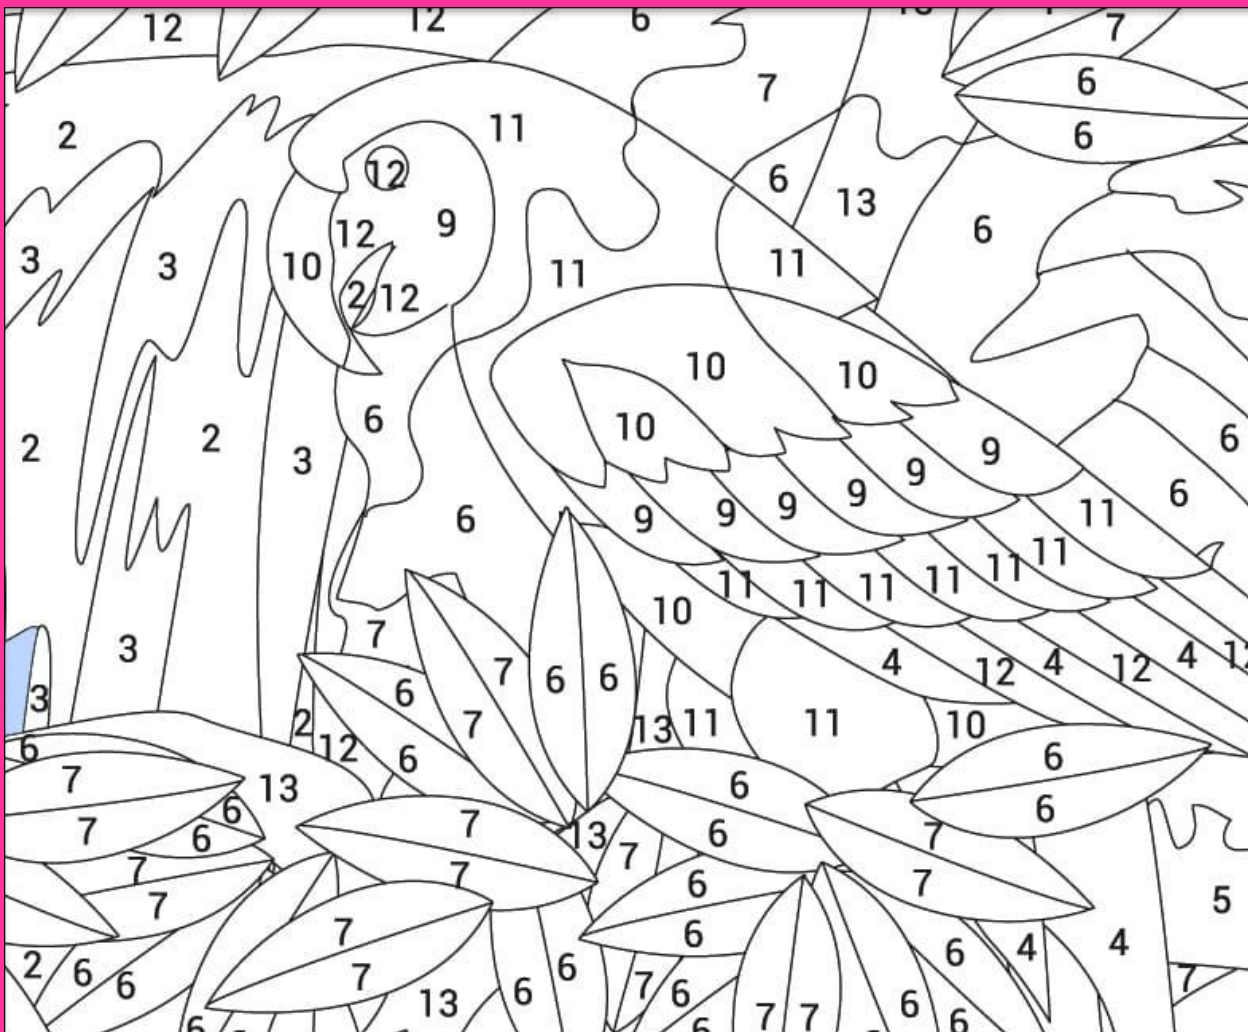 12 12 6 7
7
6
2 11 6
12 6 13
12 9 6
3 3 10 11 11
2 12
10 10
6 10 6
2 2 3 9 9
6 9 9 9 9 11 6
11 11
11 11 11 11
10
7
3 7 6 6 4 12 4 12 4
3 6
2 12 7 13 11 11 10
6 6 6
7 13 6
7 6 6 7 13 6 6 7
7 7 7 6 7
7 6 5
7 6 4 4
2 6 6 7 6 6 7
13 6 7 6 7 7 6 6